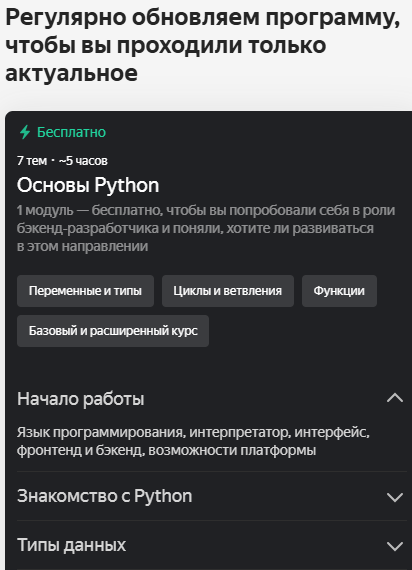 Регулярно обновляем программу,
чтобы вы проходили только
актуальное
Бесплатно
7 тем · ~5 часов
Основы Python
1 модуль — бесплатно, чтобы вы попробовали себя в роли
бэкенд-разработчика и поняли, хотите ли развиваться
в этом направлении
Переменные и типы
Циклы и ветвления
Функции
Базовый и расширенный курс
Начало работы
Язык программирования, интерпретатор, интерфейс,
фронтенд и бэкенд, возможности платформы
Знакомство с Python
Типы данных